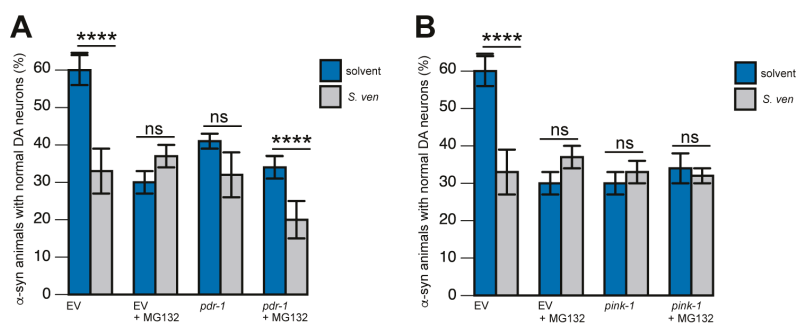 A
α-syn animals with normal DA neurons (%)
60
50
40
30
20
10
0
****
ns
ns
****
solvent
S. ven
EV
EV
+ MG132
pdr-1
pdr-1
+ MG132
B
α-syn animals with normal DA neurons (%)
60
50
40
30
20
10
0
****
ns
ns
ns
solvent
S. ven
EV
EV
+ MG132
pink-1
pink-1
+ MG132